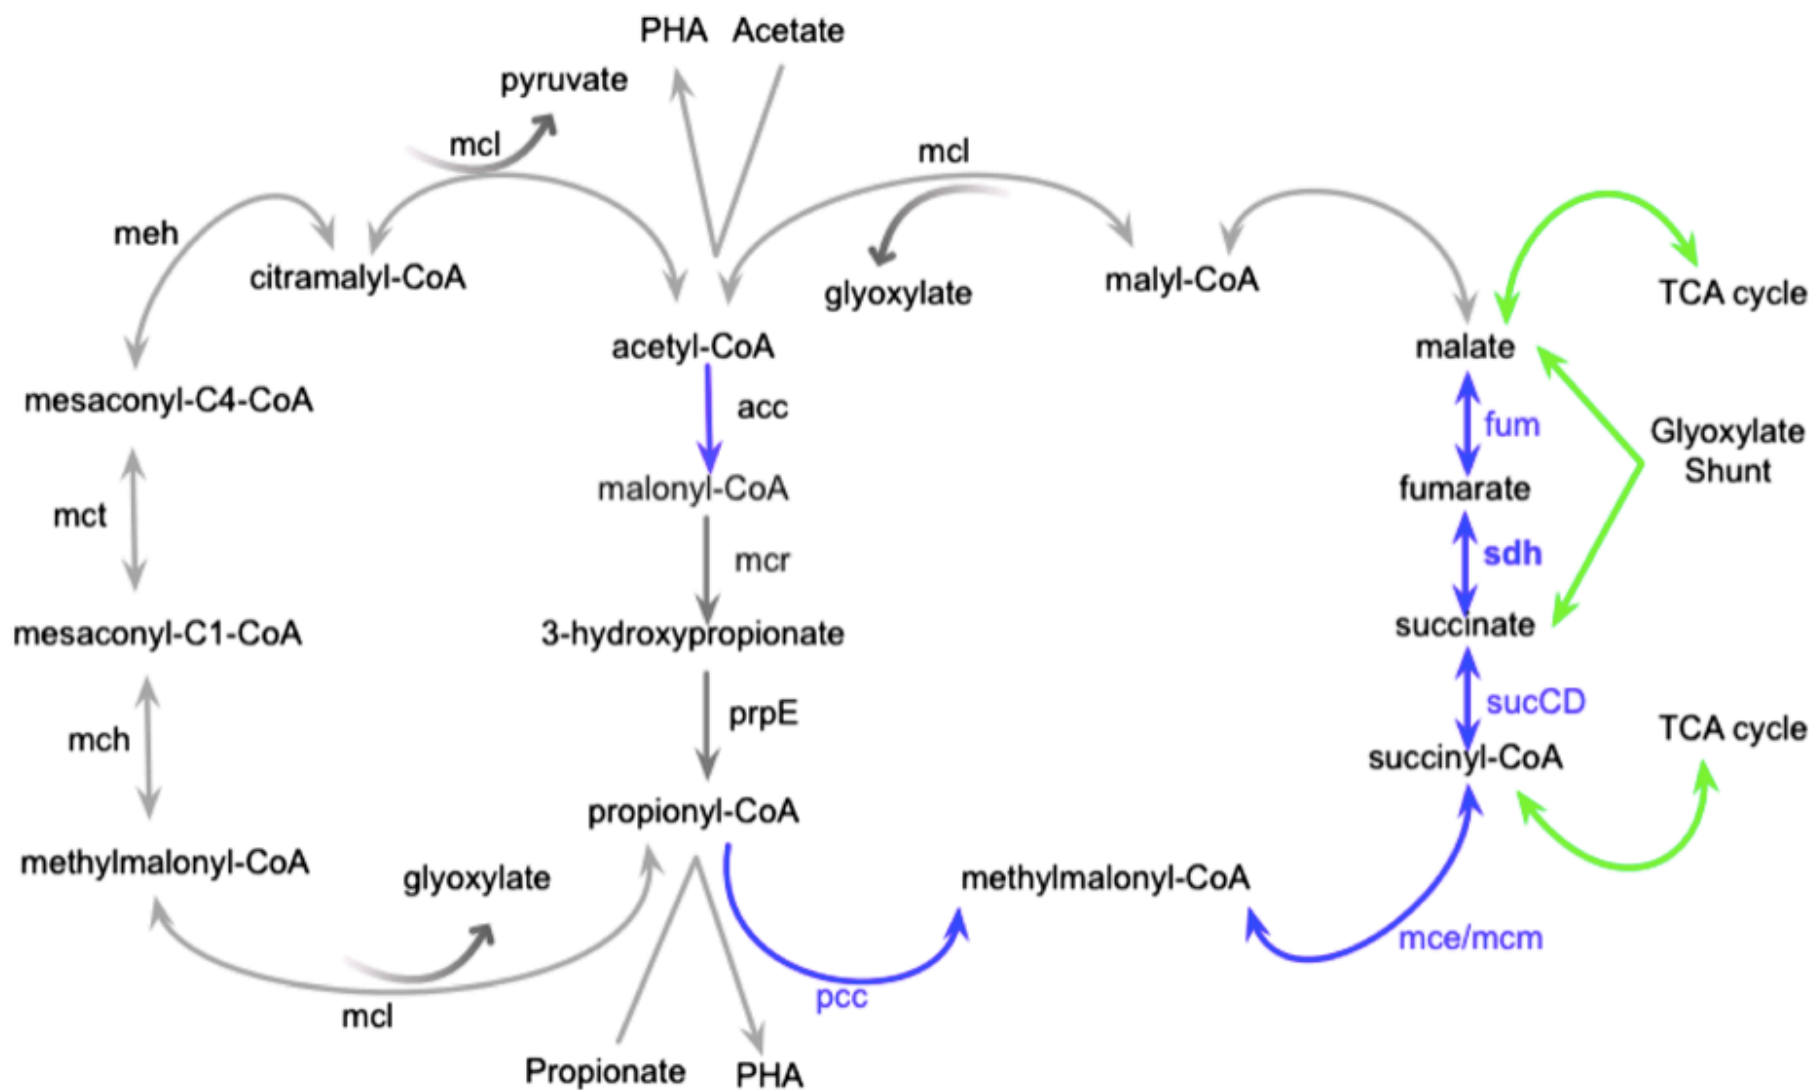 PHA Acetate
pyruvate
mcl
mcl
meh
citramalyl-CoA
glyoxylate
malyl-CoA
TCA cycle
acetyl-CoA
malate
mesaconyl-C4-CoA
acc
fum
Glyoxylate
Shunt
malonyl-CoA
fumarate
mct
mcr
sdh
mesaconyl-C1-CoA
3-hydroxypropionate
succinate
prpE
sucCD
mch
TCA cycle
succinyl-CoA
propionyl-CoA
methylmalonyl-CoA
glyoxylate
methylmalonyl-CoA
mce/mcm
pcc
mcl
Propionate
PHA